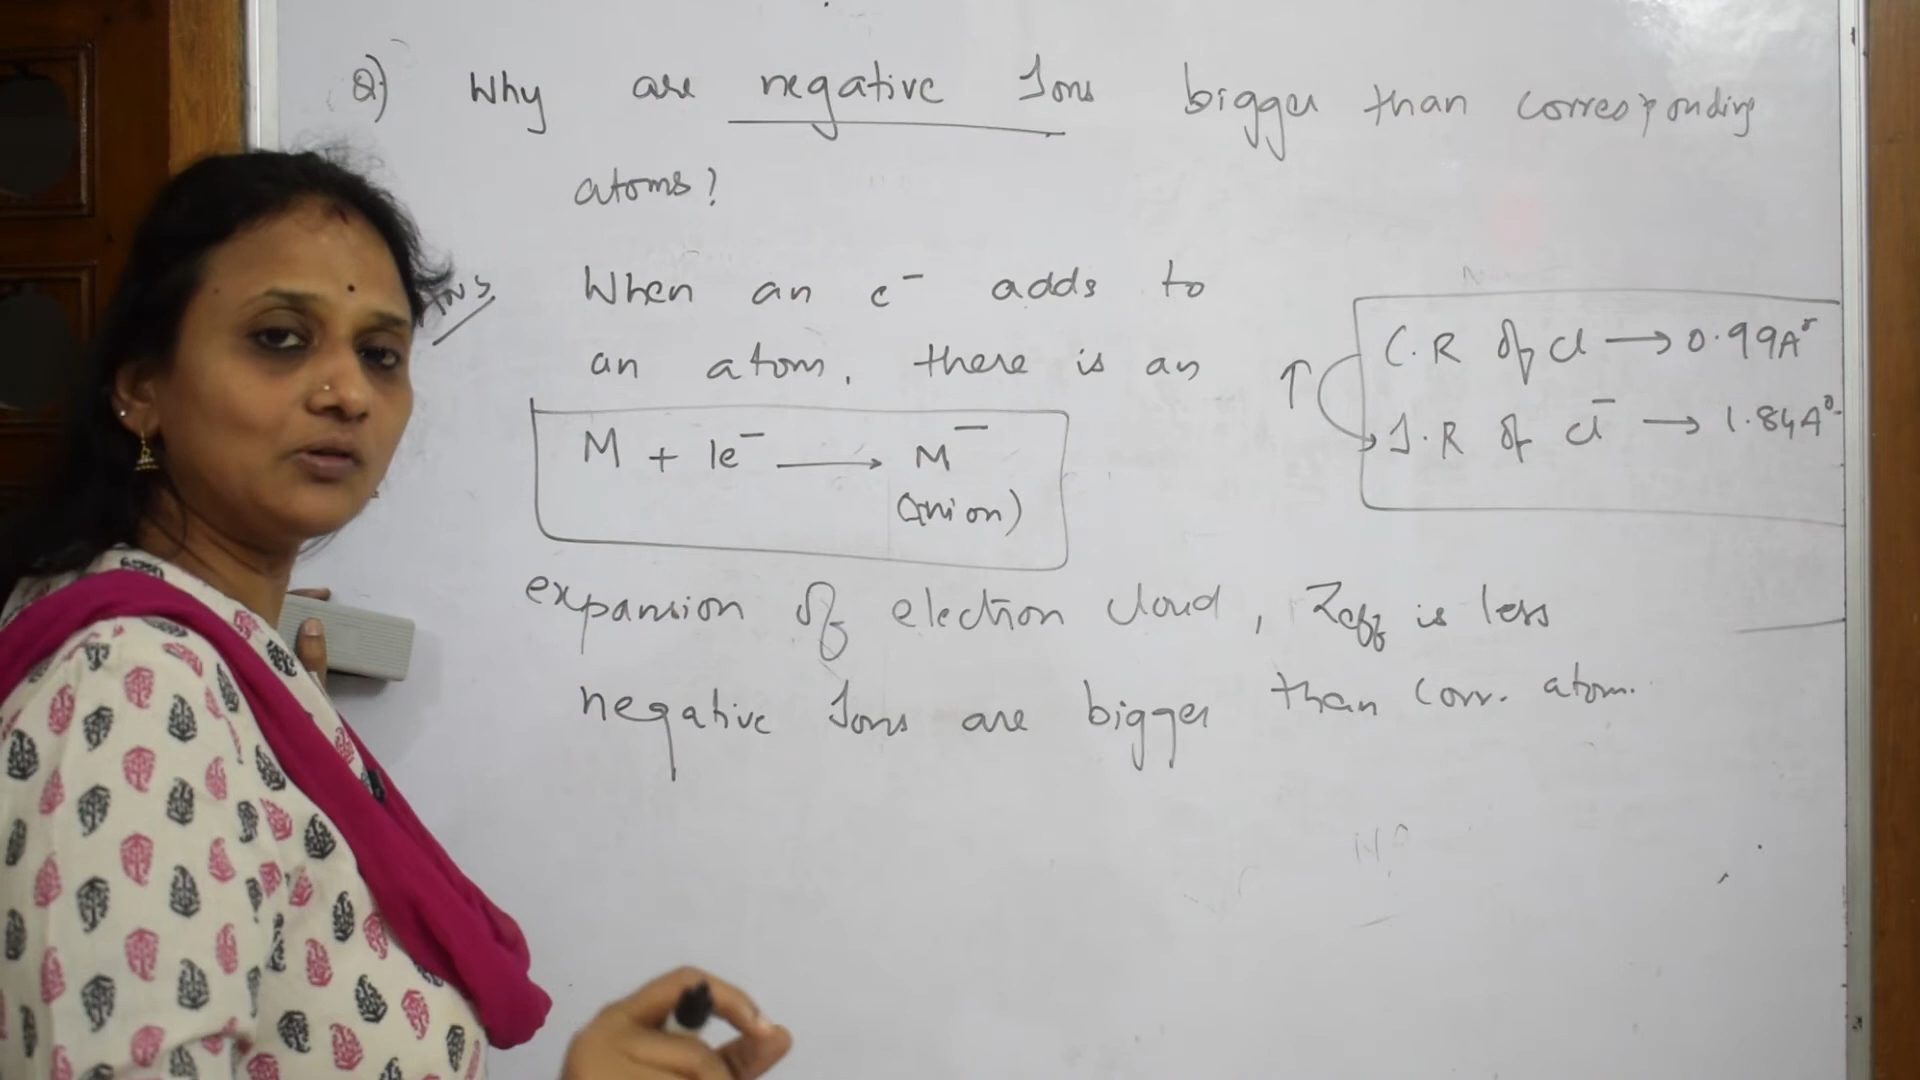 Q) Why are negative Ions bigger than corresponding
atoms?
Ans When an e⁻ adds to
an atom, there is an
M + 1e⁻ ⟶ M⁻
(Anion)
expansion of electron cloud, Zeff is less
negative Ions are bigger than corr. atom.
C.R of Cl → 0.99A°
↑ I.R of Cl⁻ → 1.84A°